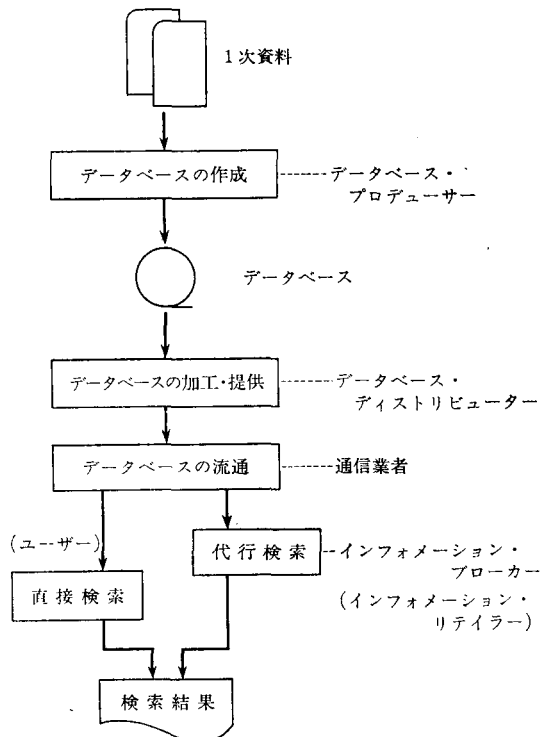 1次資料
データベースの作成
データベース・
プロデューサー
データベース
データベースの加工・提供
データベース・
ディストリビューター
データベースの流通
通信業者
(ユーザー)
代行検索
インフォメーション・
ブローカー
直接検索
(インフォメーション・
リテイラー)
検索結果